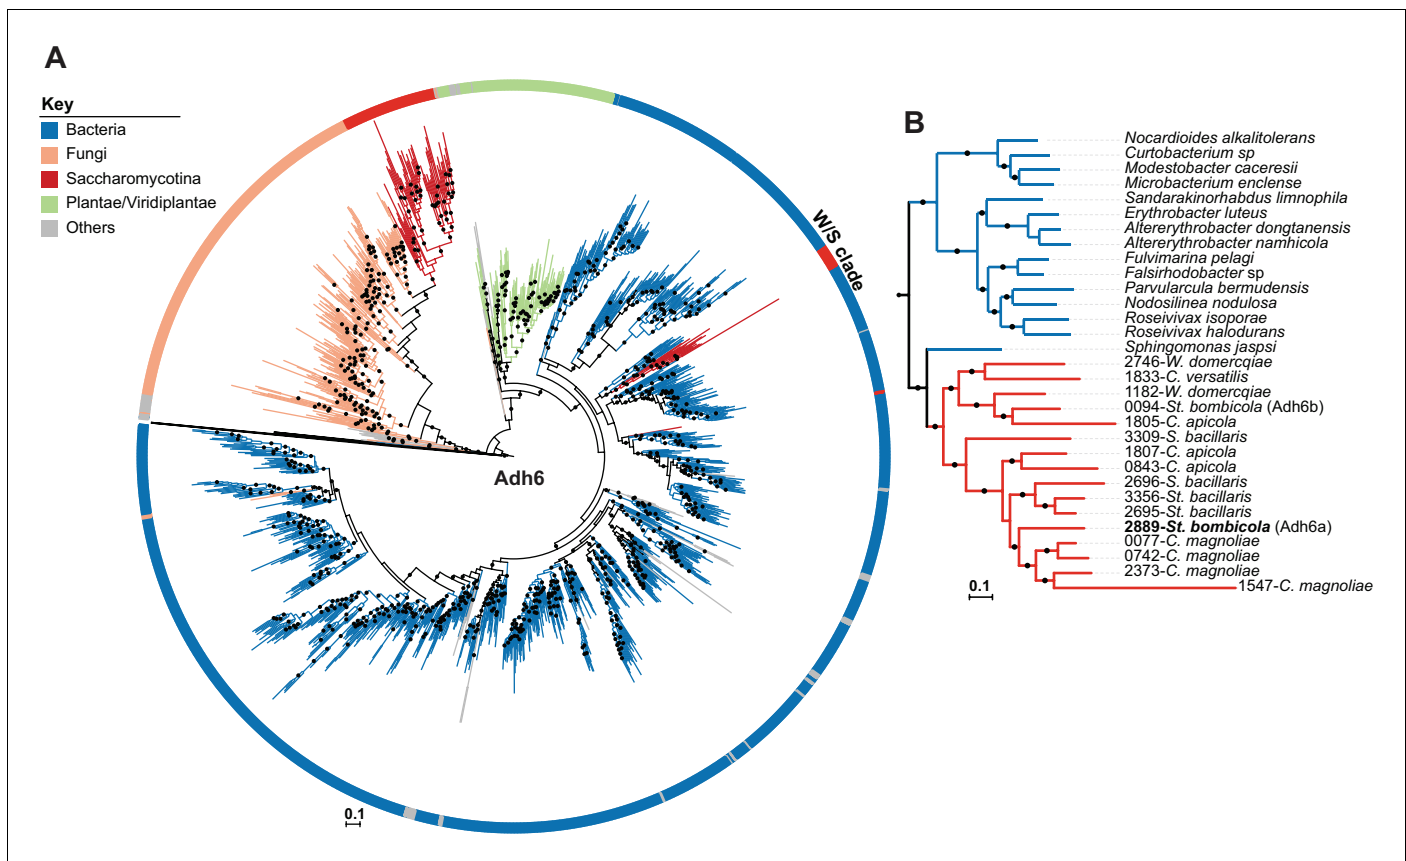 A
Key
Bacteria
Fungi
Saccharomycotina
Plantae/Viridiplantae
Others
W/S clade
Adh6
0.1
B
Nocardioides alkalitolerans
Curtobacterium sp
Modestobacter caceresii
Microbacterium enclense
Sandarakinorhabdus limnophila
Erythrobacter luteus
Altererythrobacter dongtanensis
Altererythrobacter namhicola
Fulvimarina pelagi
Falsirhodobacter sp
Parvularcula bermudensis
Nodosilinea nodulosa
Roseivivax isoporae
Roseivivax halodurans
Sphingomonas jaspsi
2746-W. domercqiae
1833-C. versatilis
1182-W. domercqiae
0094-St. bombicola (Adh6b)
1805-C. apicola
3309-S. bacillaris
1807-C. apicola
0843-C. apicola
2696-S. bacillaris
3356-St. bacillaris
2695-St. bacillaris
2889-St. bombicola (Adh6a)
0077-C. magnoliae
0742-C. magnoliae
2373-C. magnoliae
1547-C. magnoliae
0.1